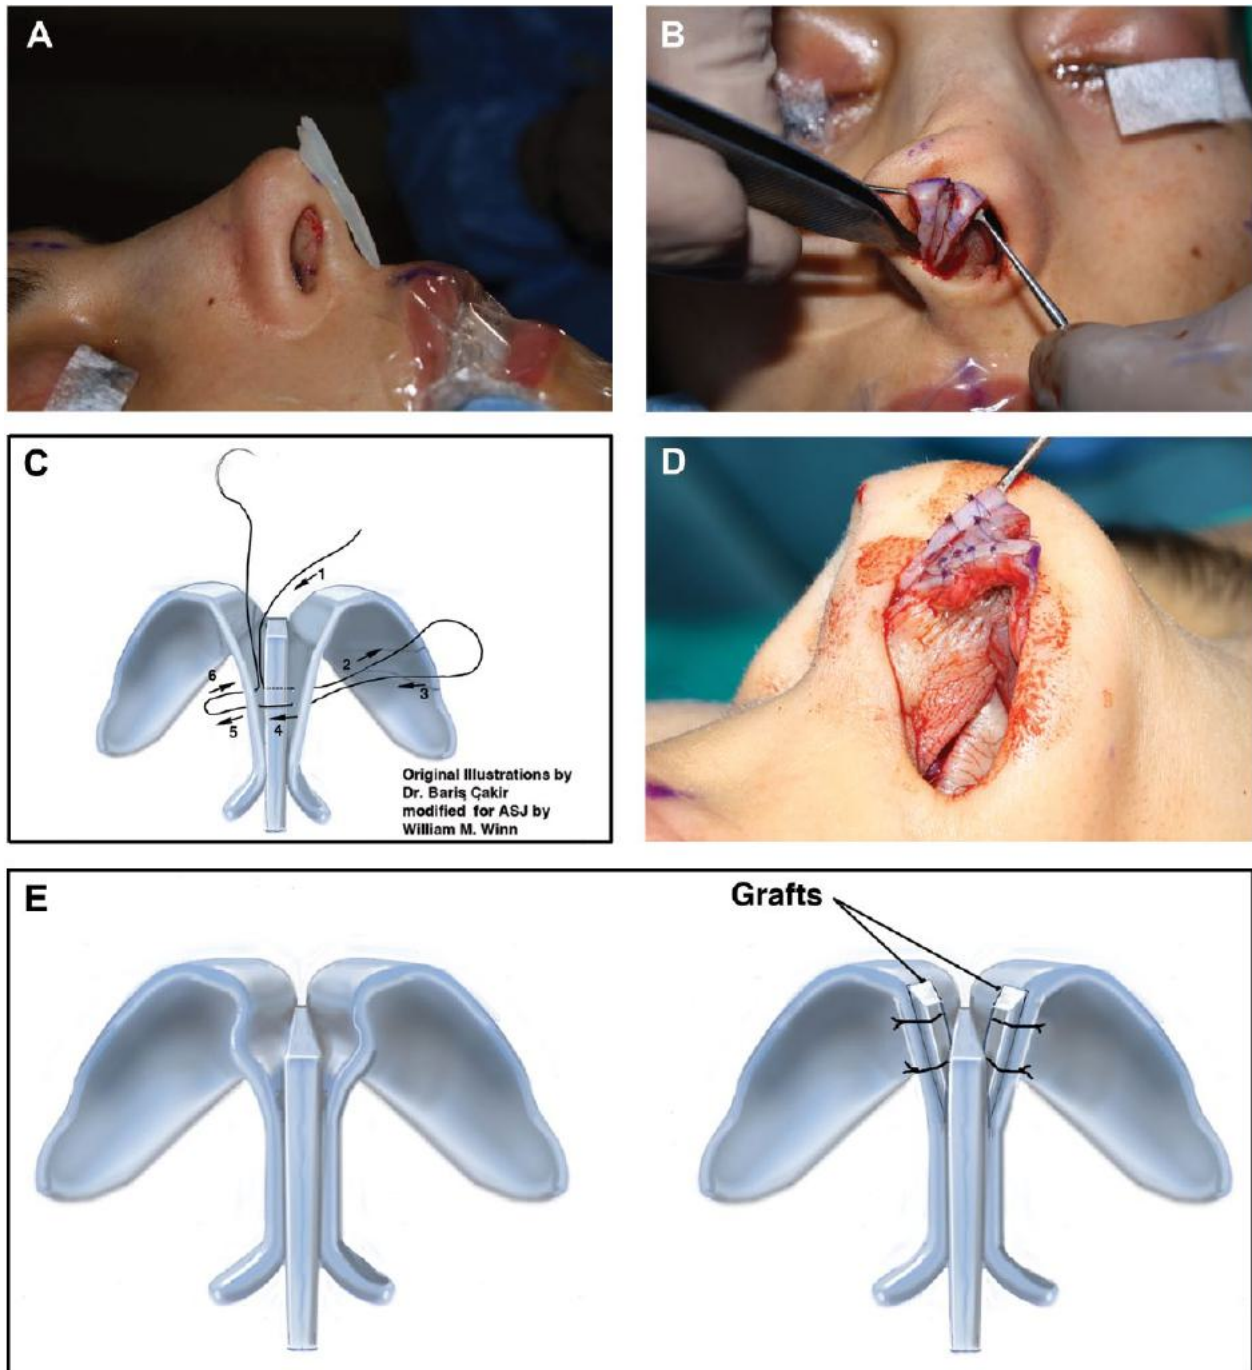 A
B
C
1
2
3
6
5
4
Original Illustrations by
Dr. Bariş Çakir
modified for ASJ by
William M. Winn
D
E
Grafts